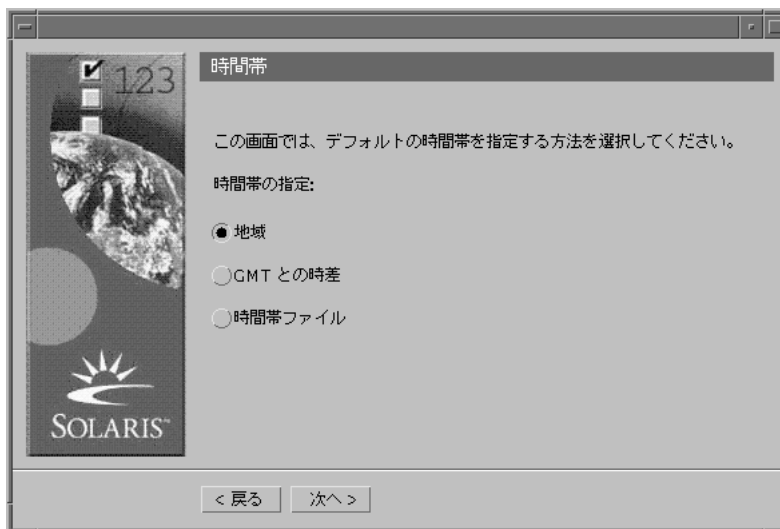 時間帯
123
この画面では、デフォルトの時間帯を指定する方法を選択してください。
時間帯の指定:
地域
GMT との時差
時間帯ファイル
SOLARIS™
< 戻る
次へ >